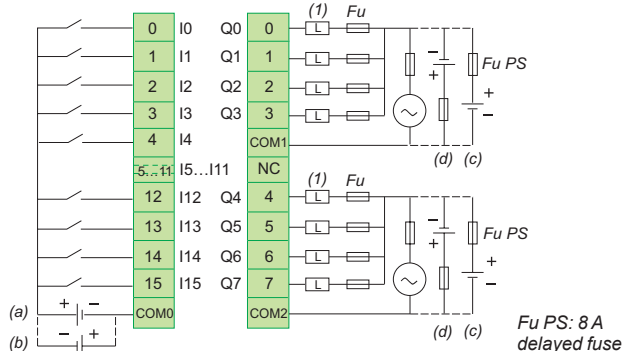 (1) Fu
0 I0 Q0 0 L
1 I1 Q1 1 L
2 I2 Q2 2 L
3 I3 Q3 3 L
Fu PS
+ − + −
4 I4 COM1
(d) (c)
5...11 I5...I11 NC
(1) Fu
12 I12 Q4 4 L
13 I13 Q5 5 L
14 I14 Q6 6 L
15 I15 Q7 7 L
Fu PS
+ − + −
(a) + − COM0 COM2
(b) − +
(d) (c)
Fu PS: 8 A
delayed fuse